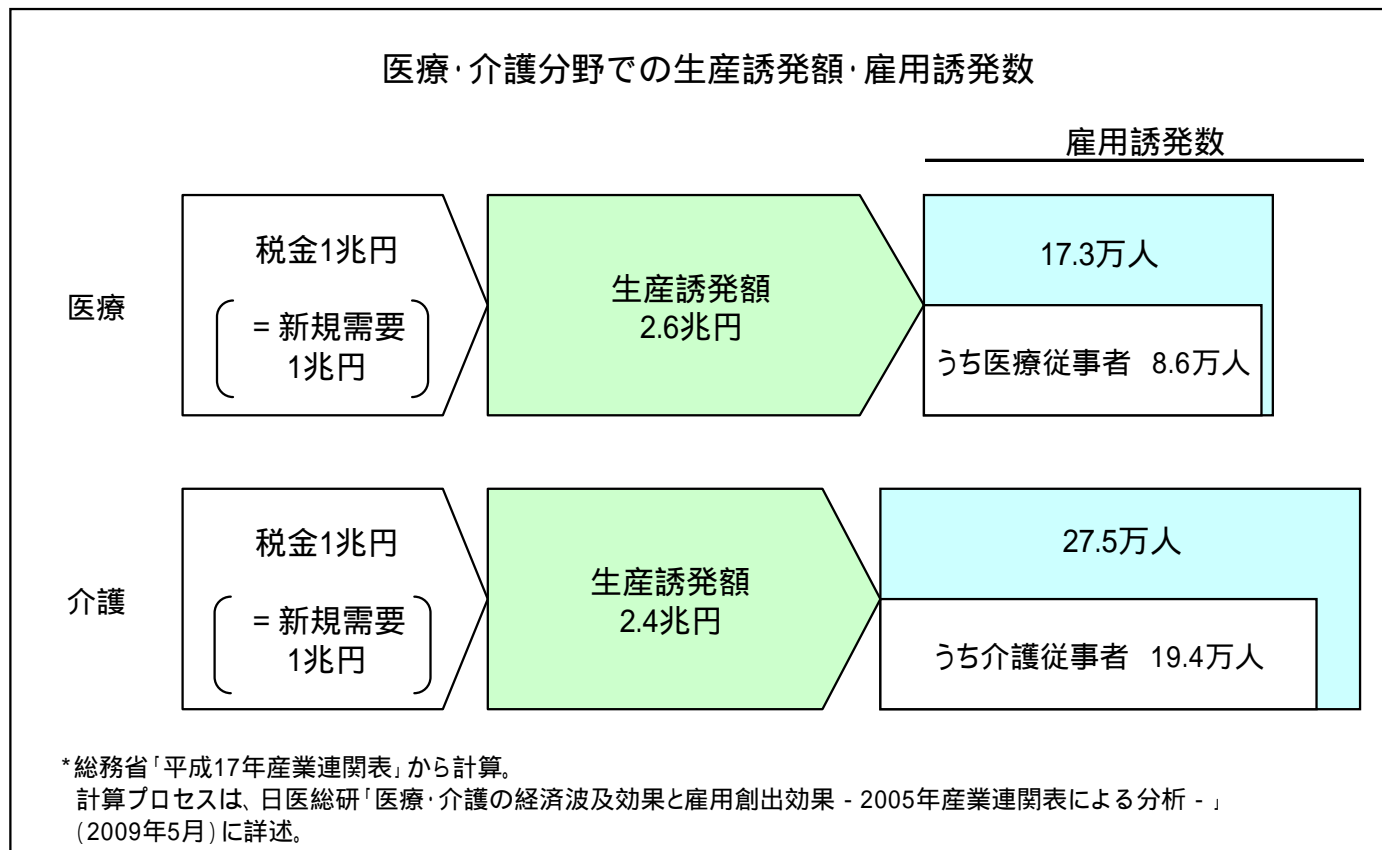 医療・介護分野での生産誘発額・雇用誘発数
雇用誘発数
医療
税金1兆円
= 新規需要
1兆円
生産誘発額
2.6兆円
17.3万人
うち医療従事者 8.6万人
介護
税金1兆円
= 新規需要
1兆円
生産誘発額
2.4兆円
27.5万人
うち介護従事者 19.4万人
*総務省「平成17年産業連関表」から計算。
計算プロセスは、日医総研「医療・介護の経済波及効果と雇用創出効果 - 2005年産業連関表による分析 - 」
(2009年5月)に詳述。